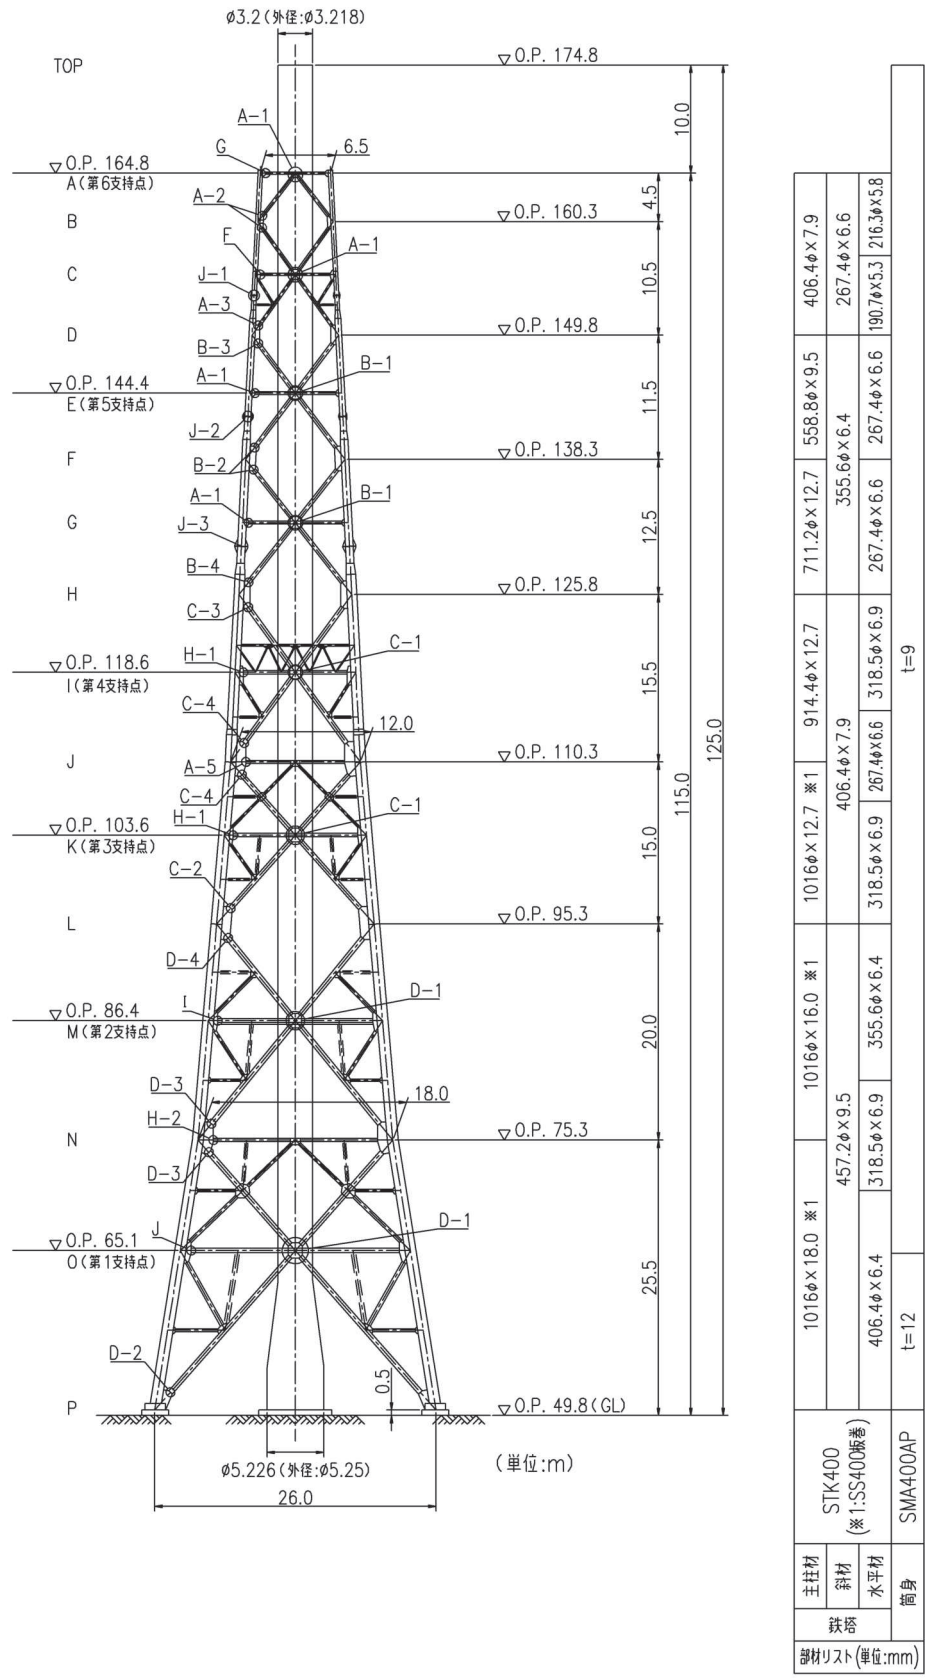 φ3.2(外径:φ3.218)
TOP
▽O.P. 174.8
A-1
G
6.5
10.0
▽O.P. 164.8
A(第6支持点)
A-2
4.5
B
▽O.P. 160.3
F
A-1
C
J-1
10.5
A-3
D
▽O.P. 149.8
B-3
B-1
A-1
▽O.P. 144.4
E(第5支持点)
11.5
J-2
F
▽O.P. 138.3
B-2
A-1
B-1
G
J-3
12.5
B-4
H
▽O.P. 125.8
C-3
C-1
H-1
▽O.P. 118.6
I(第4支持点)
15.5
C-4
12.0
125.0
115.0
J
▽O.P. 110.3
A-5
C-4
C-1
H-1
▽O.P. 103.6
K(第3支持点)
15.0
C-2
L
▽O.P. 95.3
D-4
D-1
I
▽O.P. 86.4
M(第2支持点)
20.0
D-3
18.0
H-2
N
▽O.P. 75.3
D-3
D-1
J
▽O.P. 65.1
O(第1支持点)
25.5
D-2
0.5
P
▽O.P. 49.8(GL)
φ5.226(外径:φ5.25)
(単位:m)
26.0
406.4φ×7.9
558.8φ×9.5
711.2φ×12.7
914.4φ×12.7
1016φ×12.7 ※1
1016φ×16.0 ※1
1016φ×18.0 ※1
267.4φ×6.6
355.6φ×6.4
406.4φ×7.9
457.2φ×9.5
216.3φ×5.8
190.7φ×5.3
267.4φ×6.6
267.4φ×6.6
318.5φ×6.9
267.4φ×6.6
318.5φ×6.9
355.6φ×6.4
318.5φ×6.9
406.4φ×6.4
t=9
t=12
STK400
(※1:SS400板巻)
SMA400AP
主柱材
斜材
水平材
筒身
鉄塔
部材リスト(単位:mm)